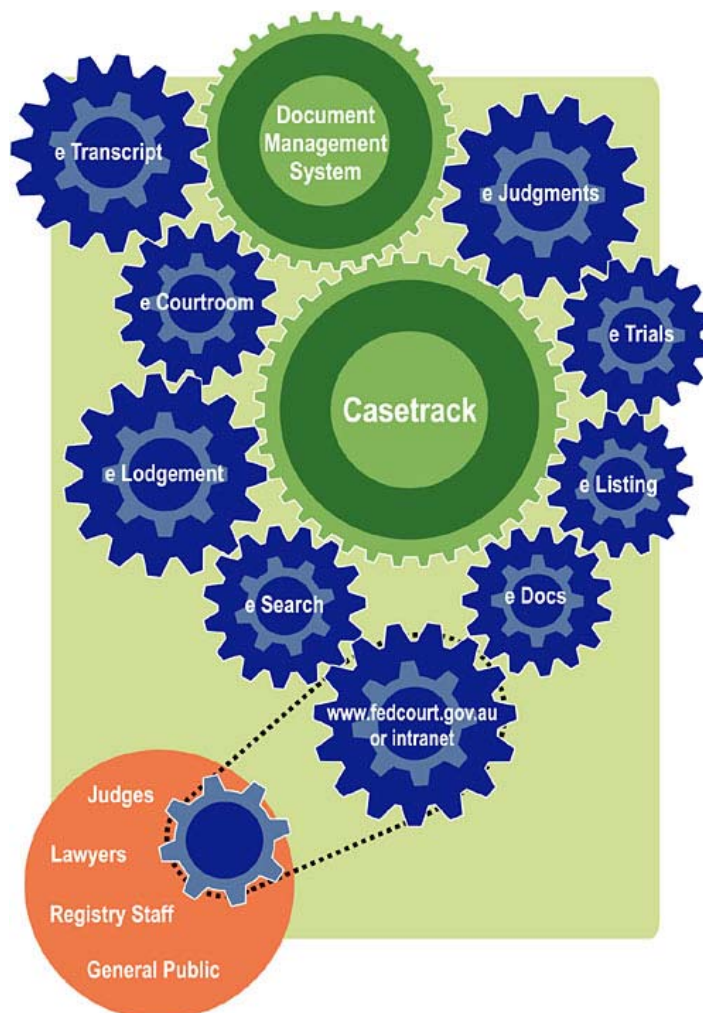 Document
Management
System
e Transcript
e Judgments
e Courtroom
e Trials
Casetrack
e Lodgement
e Listing
e Search
e Docs
www.fedcourt.gov.au
or intranet
Judges
Lawyers
Registry Staff
General Public